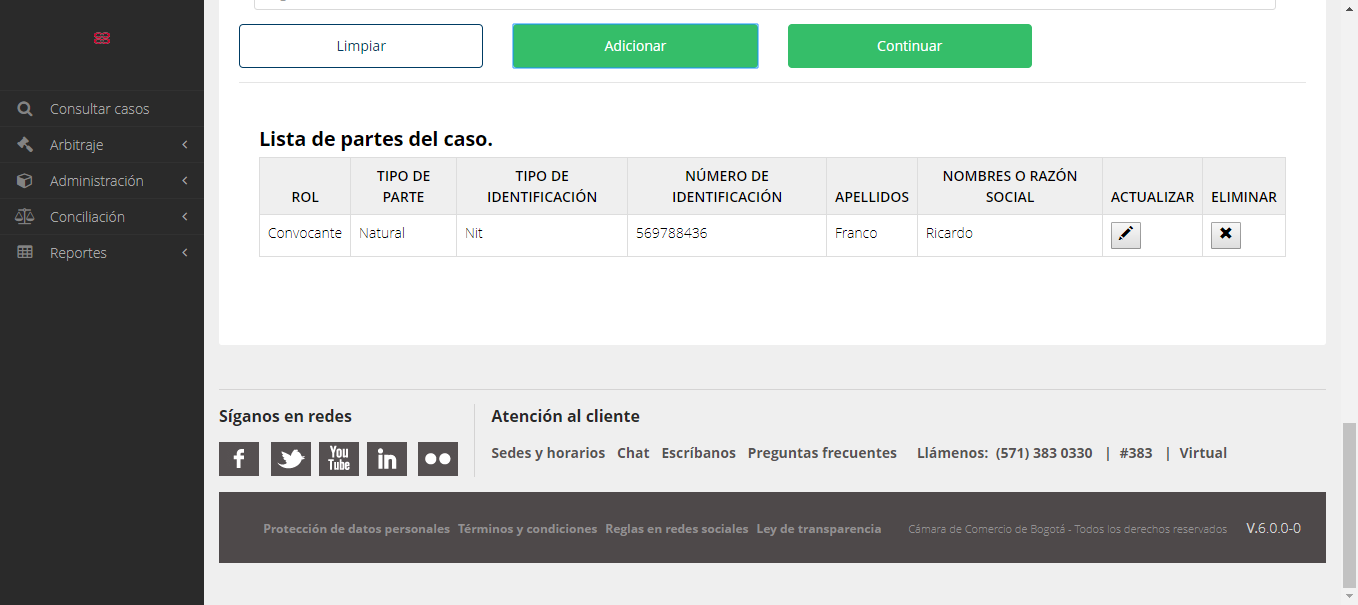 Limpiar
Adicionar
Continuar
Consultar casos
Arbitraje
Administración
Conciliación
Reportes
Lista de partes del caso.
ROL
TIPO DE
PARTE
TIPO DE
IDENTIFICACIÓN
NÚMERO DE
IDENTIFICACIÓN
APELLIDOS
NOMBRES O RAZÓN
SOCIAL
ACTUALIZAR
ELIMINAR
Convocante Natural Nit 569788436 Franco Ricardo
Síganos en redes
You
Tube
in
Atención al cliente
Sedes y horarios Chat Escríbanos Preguntas frecuentes Llámenos: (571) 383 0330 | #383 | Virtual
Protección de datos personales Términos y condiciones Reglas en redes sociales Ley de transparencia Cámara de Comercio de Bogotá - Todos los derechos reservados V.6.0.0-0